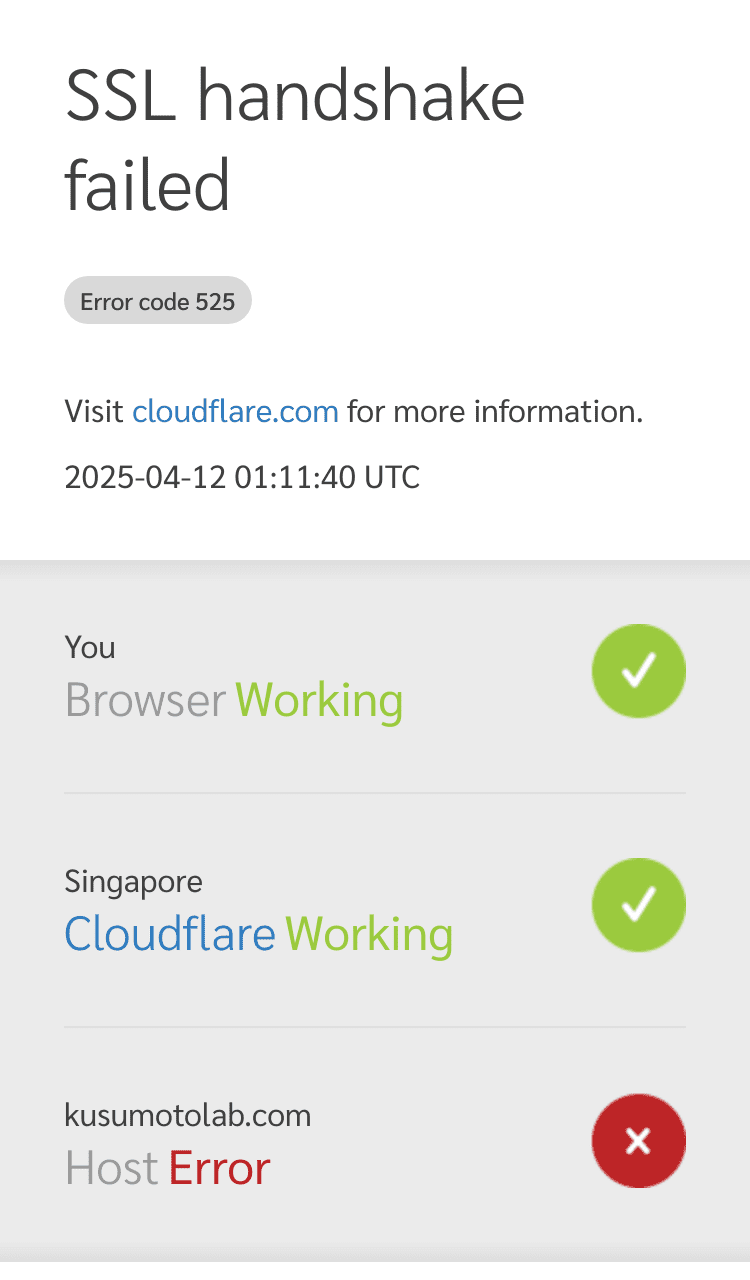 SSL handshake
failed
Error code 525
Visit cloudflare.com for more information.
2025-04-12 01:11:40 UTC
You
Browser Working
Singapore
Cloudflare Working
kusumotolab.com
Host Error